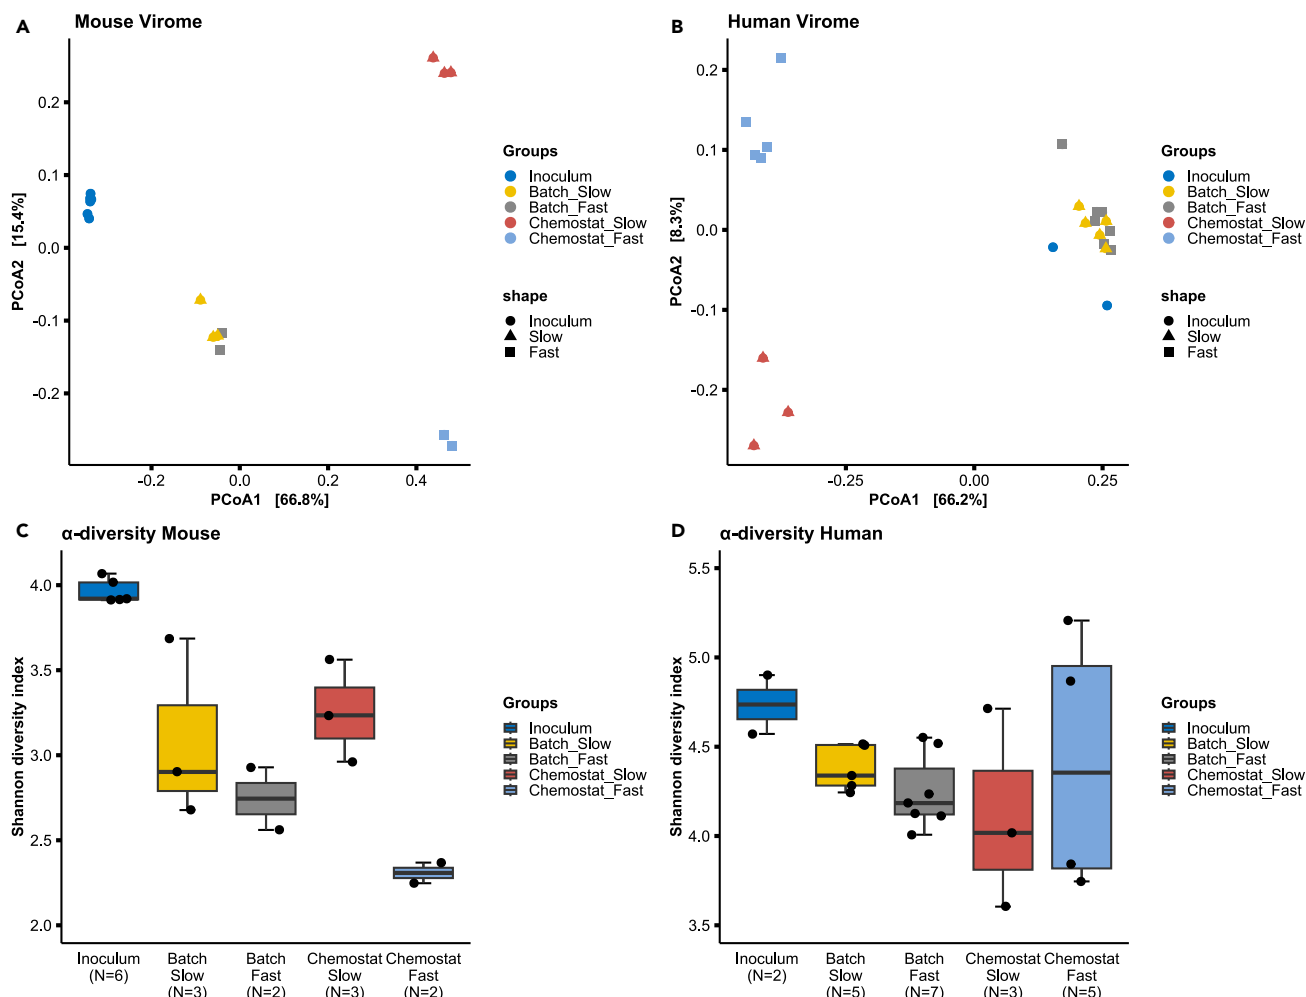 A Mouse Virome
0.2
0.1
0.0
-0.1
-0.2
PCoA2 [15.4%]
-0.2 0.0 0.2 0.4
PCoA1 [66.8%]
Groups
Inoculum
Batch_Slow
Batch_Fast
Chemostat_Slow
Chemostat_Fast
shape
Inoculum
Slow
Fast
B Human Virome
0.2
0.1
0.0
-0.1
-0.2
PCoA2 [8.3%]
-0.25 0.00 0.25
PCoA1 [66.2%]
Groups
Inoculum
Batch_Slow
Batch_Fast
Chemostat_Slow
Chemostat_Fast
shape
Inoculum
Slow
Fast
C α-diversity Mouse
4.0
3.5
3.0
2.5
2.0
Shannon diversity index
Inoculum Batch Batch Chemostat Chemostat
(N=6) Slow Fast Slow Fast
(N=3) (N=2) (N=3) (N=2)
Groups
Inoculum
Batch_Slow
Batch_Fast
Chemostat_Slow
Chemostat_Fast
D α-diversity Human
5.5
5.0
4.5
4.0
3.5
Shannon diversity index
Inoculum Batch Batch Chemostat Chemostat
(N=2) Slow Fast Slow Fast
(N=5) (N=7) (N=3) (N=5)
Groups
Inoculum
Batch_Slow
Batch_Fast
Chemostat_Slow
Chemostat_Fast